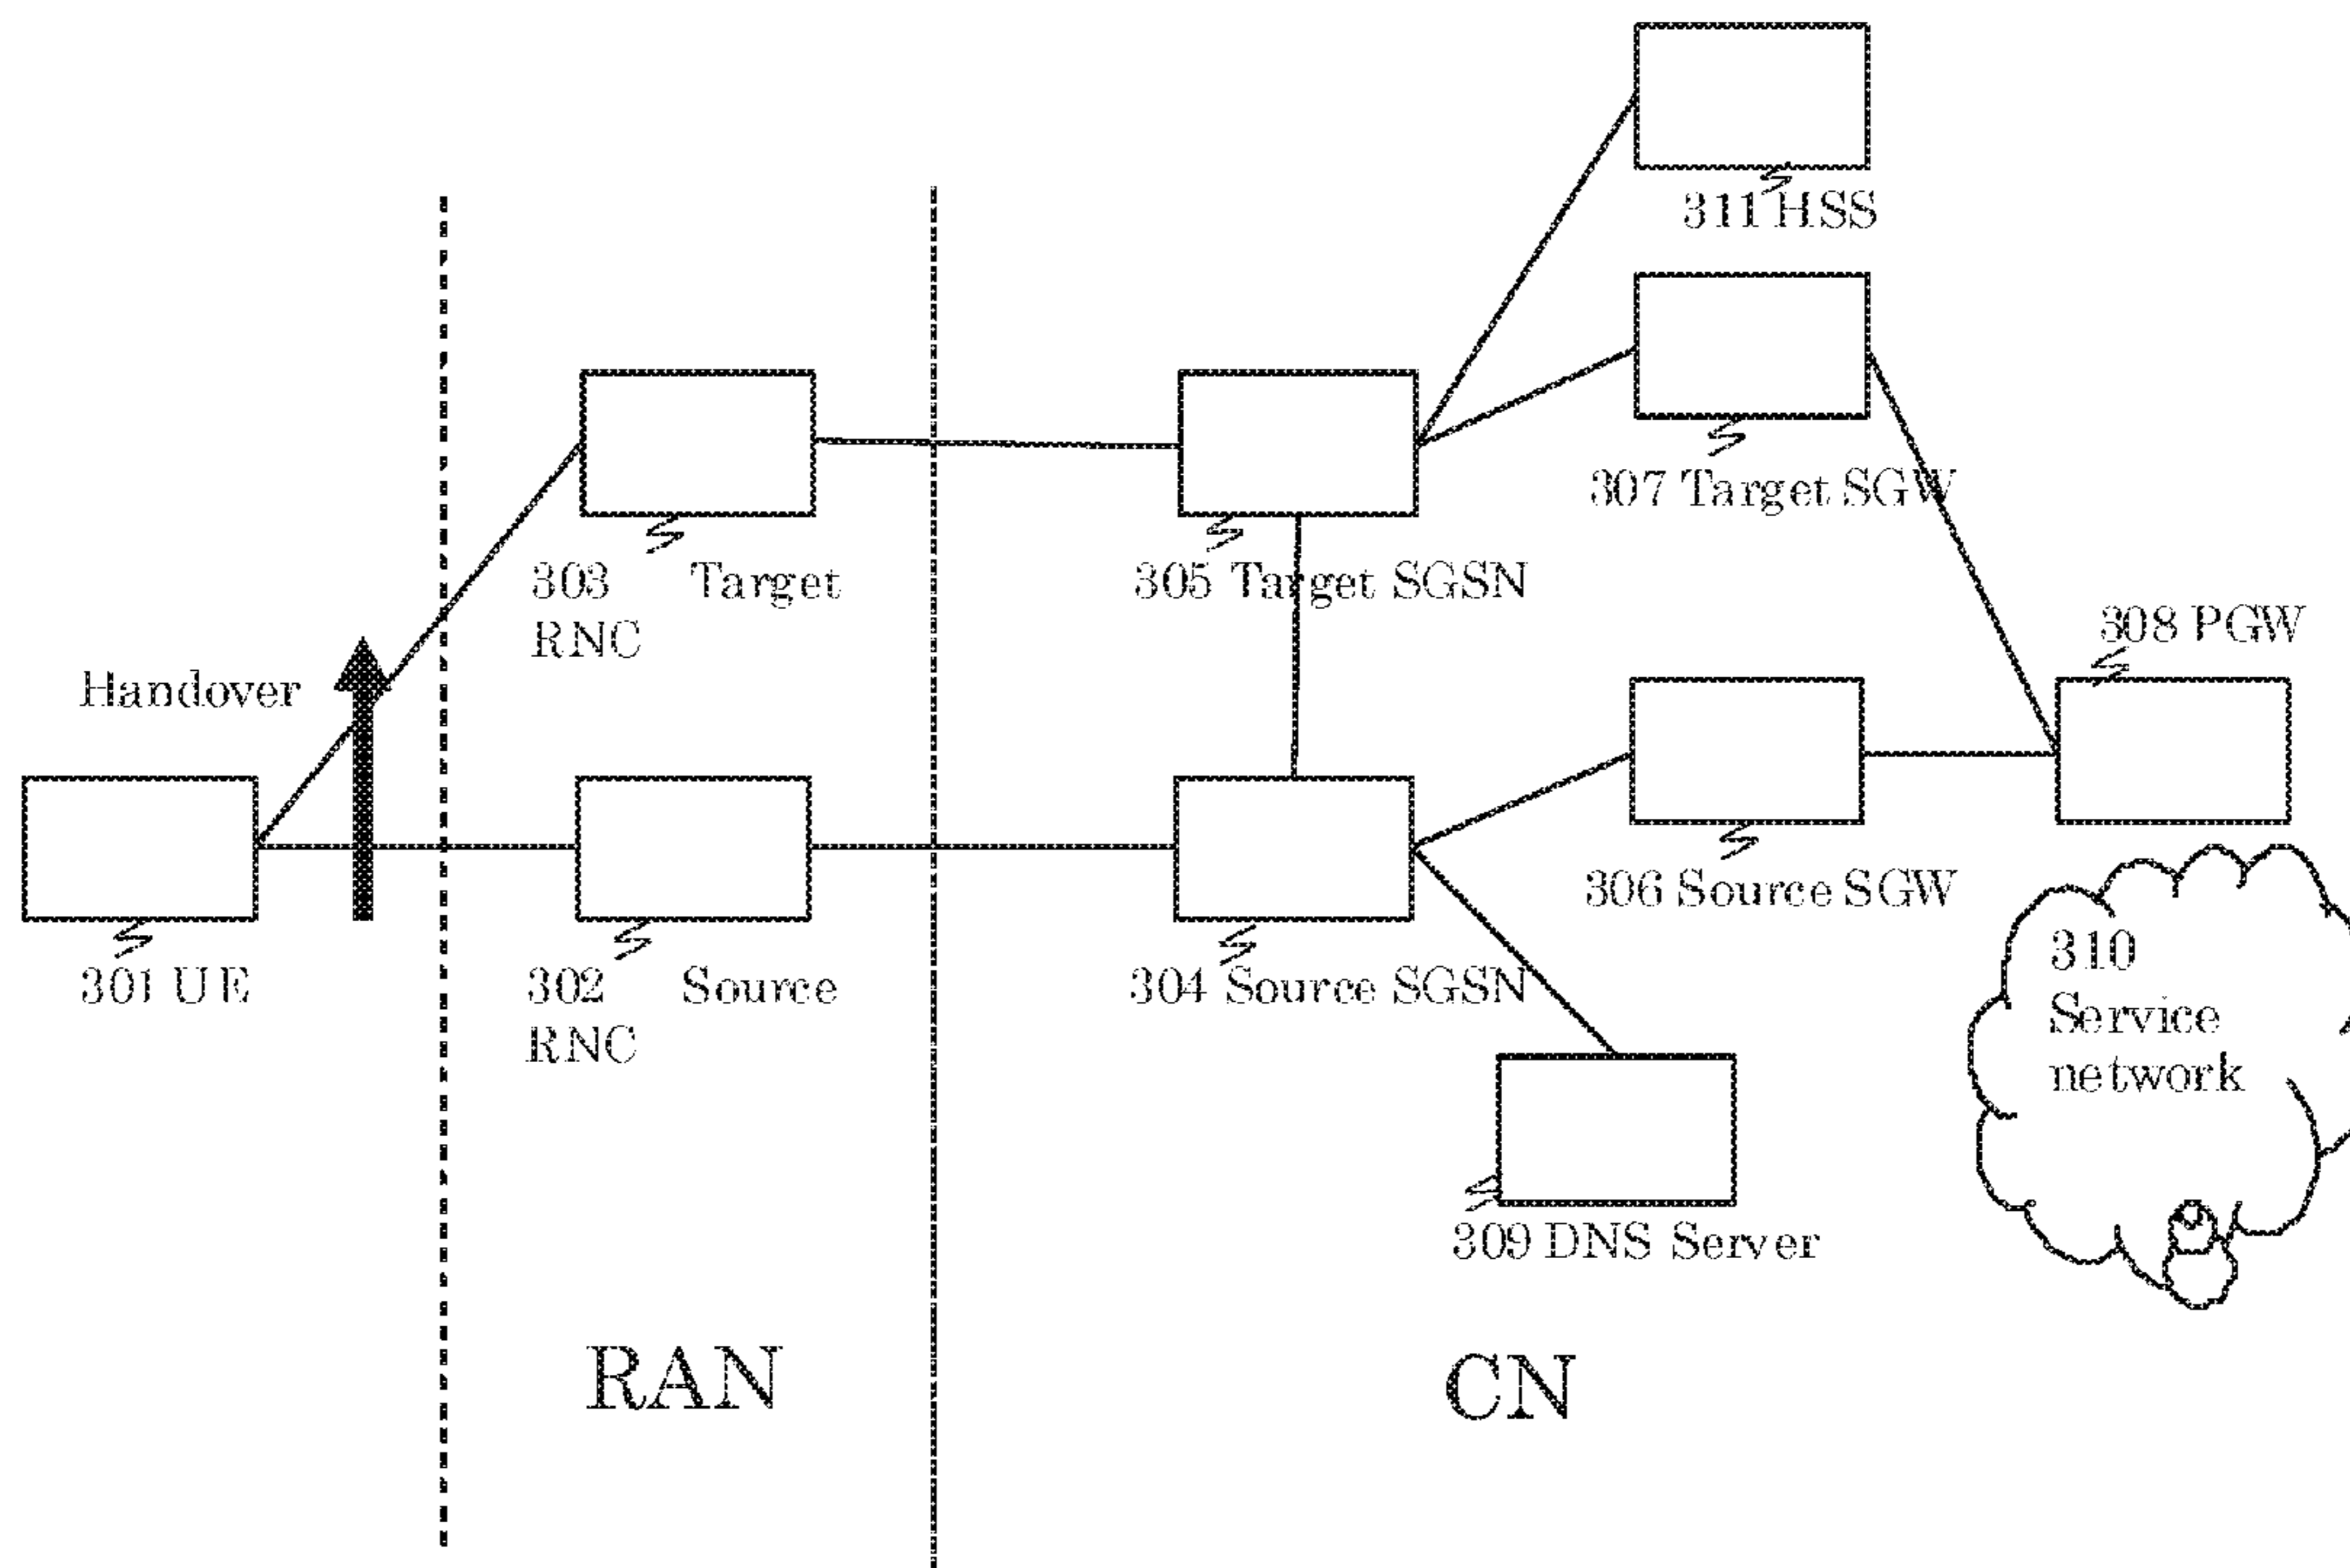 311 HSS
307 Target SGW
303 Target
RNC
305 Target SGSN
308 PGW
Handover
306 Source SGW
301 UE
302 Source
RNC
304 Source SGSN
310
Service
network
309 DNS Server
RAN
CN